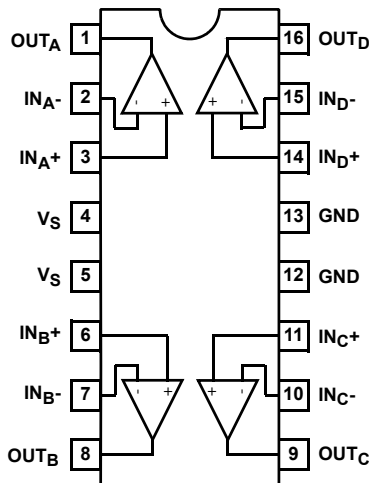 OUTA 1 16 OUTD
INA- 2 - + + - 15 IND-
INA+ 3 14 IND+
VS 4 13 GND
VS 5 12 GND
INB+ 6 11 INC+
INB- 7 - + + - 10 INC-
OUTB 8 9 OUTC